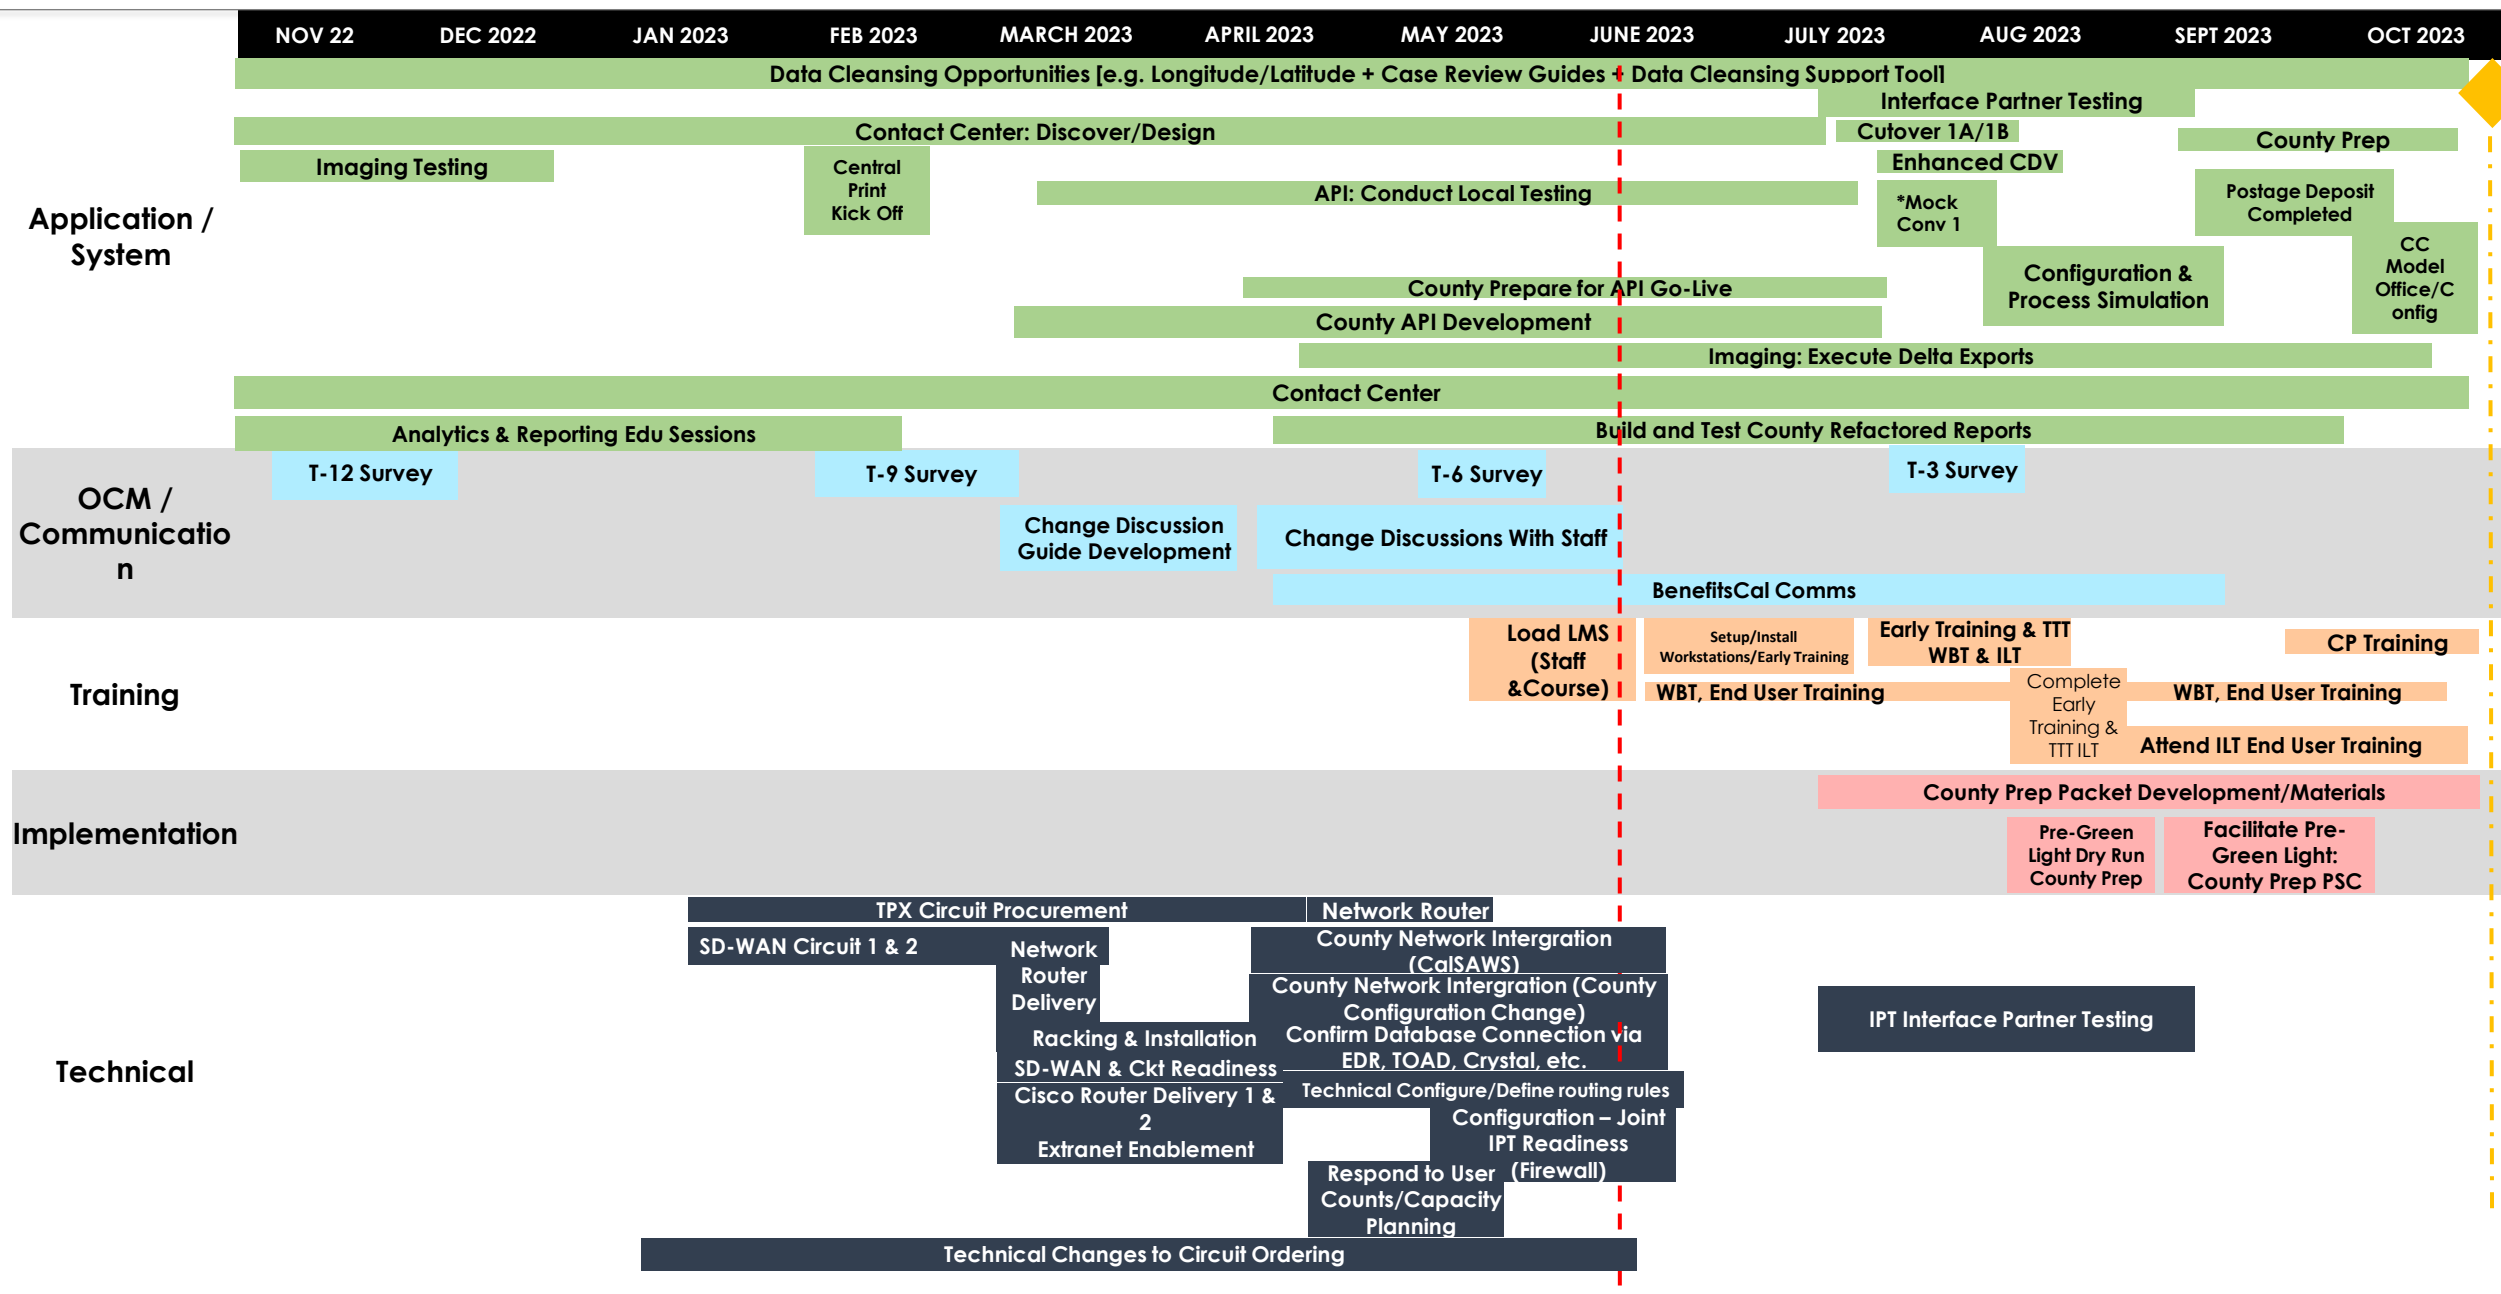 NOV 22
DEC 2022
JAN 2023
FEB 2023
MARCH 2023
APRIL 2023
MAY 2023
JUNE 2023
JULY 2023
AUG 2023
SEPT 2023
OCT 2023
Application /
System
Data Cleansing Opportunities [e.g. Longitude/Latitude + Case Review Guides + Data Cleansing Support Tool]
Interface Partner Testing
Contact Center: Discover/Design
Cutover 1A/1B
County Prep
Imaging Testing
Central
Print
Kick Off
Enhanced CDV
API: Conduct Local Testing
*Mock
Conv 1
Postage Deposit
Completed
CC
Model
Office/C
onfig
Configuration &
Process Simulation
County Prepare for API Go-Live
County API Development
Imaging: Execute Delta Exports
Contact Center
Analytics & Reporting Edu Sessions
Build and Test County Refactored Reports
OCM /
Communicatio
n
T-12 Survey
T-9 Survey
T-6 Survey
T-3 Survey
Change Discussion
Guide Development
Change Discussions With Staff
BenefitsCal Comms
Training
Load LMS
(Staff
&Course)
Setup/Install
Workstations/Early Training
Early Training & TTT
WBT & ILT
CP Training
WBT, End User Training
Complete
Early
Training &
TTT ILT
WBT, End User Training
Attend ILT End User Training
Implementation
County Prep Packet Development/Materials
Pre-Green
Light Dry Run
County Prep
Facilitate Pre-
Green Light:
County Prep PSC
Technical
TPX Circuit Procurement
Network Router
SD-WAN Circuit 1 & 2
Network
Router
Delivery
County Network Intergration
(CalSAWS)
County Network Intergration (County
Configuration Change)
IPT Interface Partner Testing
Racking & Installation
Confirm Database Connection via
EDR, TOAD, Crystal, etc.
SD-WAN & Ckt Readiness
Cisco Router Delivery 1 &
2
Extranet Enablement
Technical Configure/Define routing rules
Configuration – Joint
IPT Readiness
(Firewall)
Respond to User
Counts/Capacity
Planning
Technical Changes to Circuit Ordering